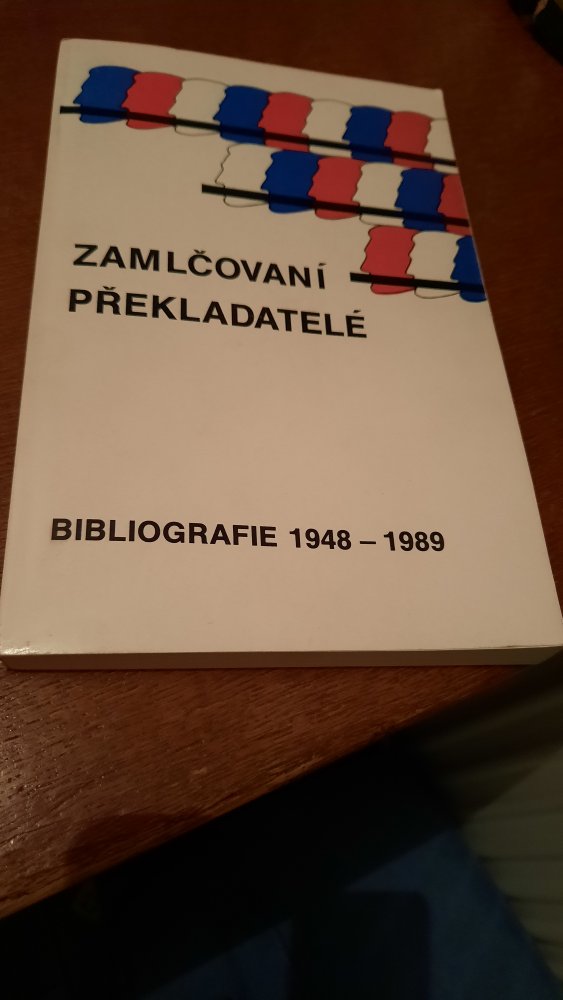 ZAMLČOVANÍ
PŘEKLADATELÉ
BIBLIOGRAFIE 1948 – 1989